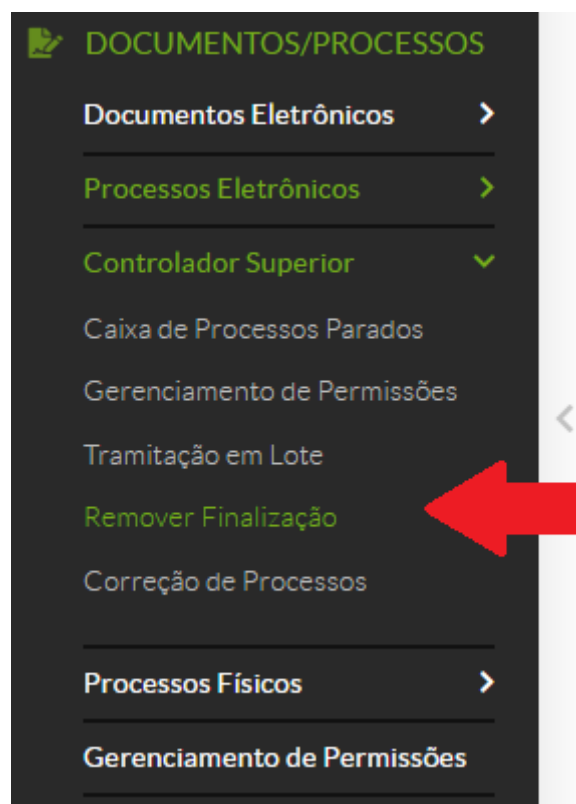 DOCUMENTOS/PROCESSOS
Documentos Eletrônicos
Processos Eletrônicos
Controlador Superior
Caixa de Processos Parados
Gerenciamento de Permissões
Tramitação em Lote
Remover Finalização
Correção de Processos
Processos Físicos
Gerenciamento de Permissões